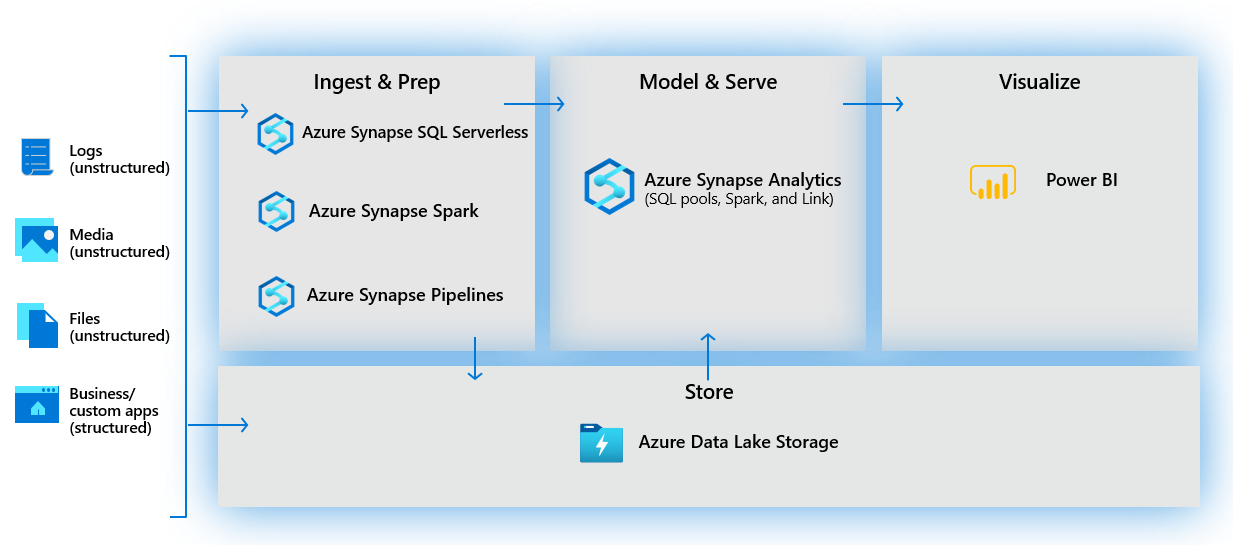 Logs
(unstructured)
Media
(unstructured)
Files
(unstructured)
Business/
custom apps
(structured)
Ingest & Prep
Azure Synapse SQL Serverless
Azure Synapse Spark
Azure Synapse Pipelines
Model & Serve
Azure Synapse Analytics
(SQL pools, Spark, and Link)
Visualize
Power BI
Store
Azure Data Lake Storage